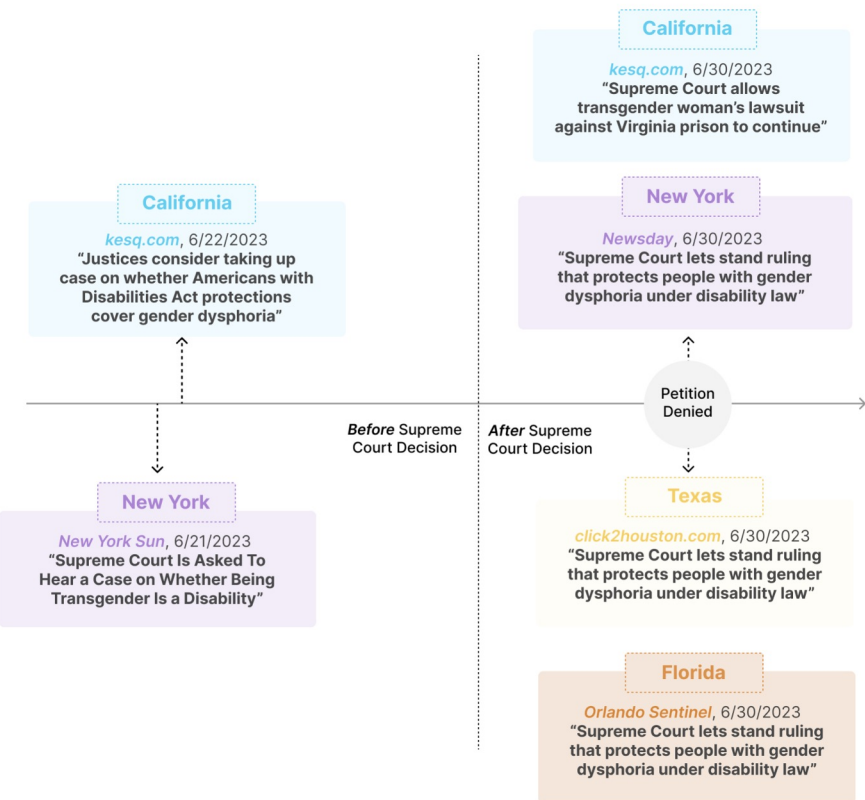 California
kesq.com, 6/22/2023
“Justices consider taking up
case on whether Americans with
Disabilities Act protections
cover gender dysphoria”
New York
New York Sun, 6/21/2023
“Supreme Court Is Asked To
Hear a Case on Whether Being
Transgender Is a Disability”
Before Supreme
Court Decision
After Supreme
Court Decision
California
kesq.com, 6/30/2023
“Supreme Court allows
transgender woman’s lawsuit
against Virginia prison to continue”
New York
Newsday, 6/30/2023
“Supreme Court lets stand ruling
that protects people with gender
dysphoria under disability law”
Petition
Denied
Texas
click2houston.com, 6/30/2023
“Supreme Court lets stand ruling
that protects people with gender
dysphoria under disability law”
Florida
Orlando Sentinel, 6/30/2023
“Supreme Court lets stand ruling
that protects people with gender
dysphoria under disability law”